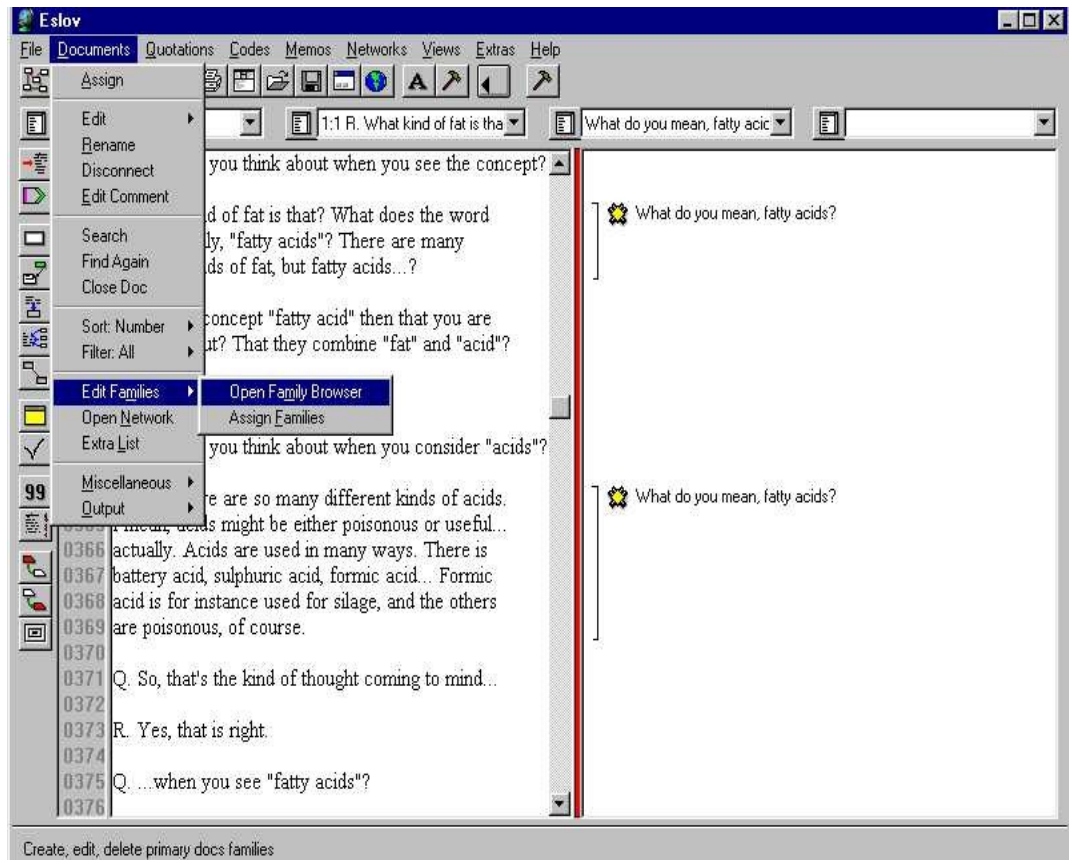 Eslov
File Documents Quotations Codes Memos Networks Views Extras Help
A
1:1 R. What kind of fat is tha
What do you mean, fatty acic
Assign
Edit
Rename
Disconnect
Edit Comment
Search
Find Again
Close Doc
Sort: Number
Filter: All
Edit Families
Open Network
Extra List
Miscellaneous
Output
Open Family Browser
Assign Families
99
you think about when you see the concept?
d of fat is that? What does the word
ly, "fatty acids"? There are many
ds of fat, but fatty acids...?
concept "fatty acid" then that you are
ut? That they combine "fat" and "acid"?
you think about when you consider "acids"?
re are so many different kinds of acids.
acids might be either poisonous or useful...
0366 actually. Acids are used in many ways. There is
0367 battery acid, sulphuric acid, formic acid... Formic
0368 acid is for instance used for silage, and the others
0369 are poisonous, of course.
0370
0371 Q. So, that's the kind of thought coming to mind...
0372
0373 R. Yes, that is right.
0374
0375 Q. ...when you see "fatty acids"?
0376
What do you mean, fatty acids?
What do you mean, fatty acids?
Create, edit, delete primary docs families